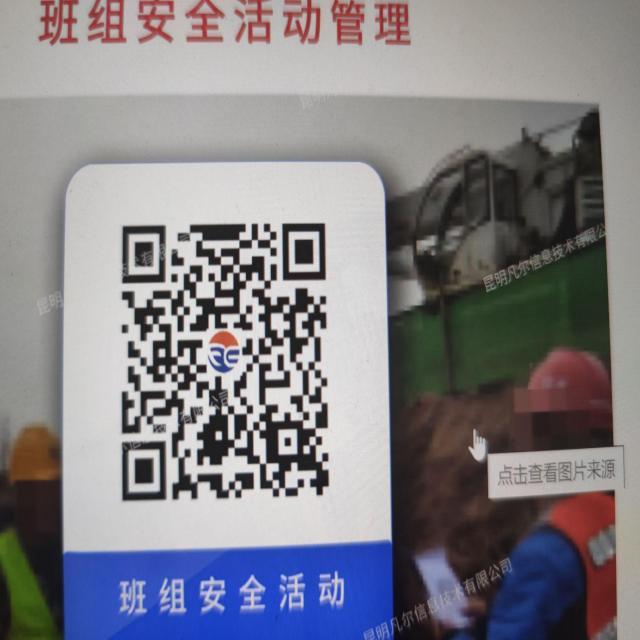 班组安全活动管理
昆明凡尔信息技术有限公
点击查看图片来源
班组安全活动
昆明凡尔信息技术有限公司